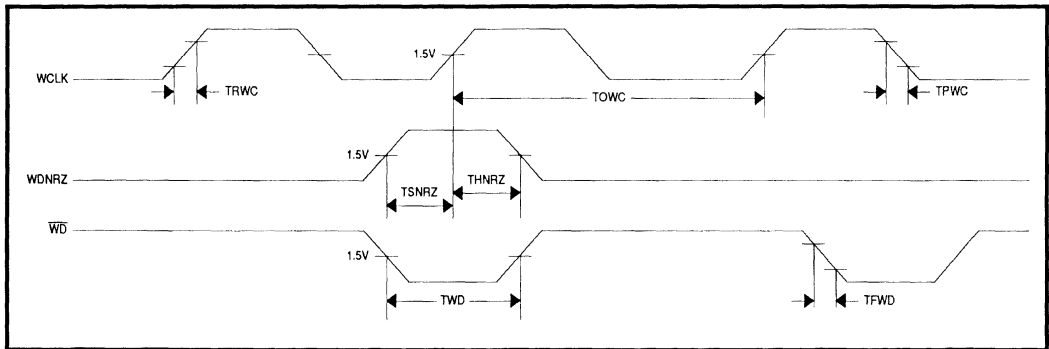 1.5V
WCLK
TRWC
TOWC
TPWC
1.5V
WDNRZ
TSNRZ
THNRZ
WD
1.5V
TWD
TFWD